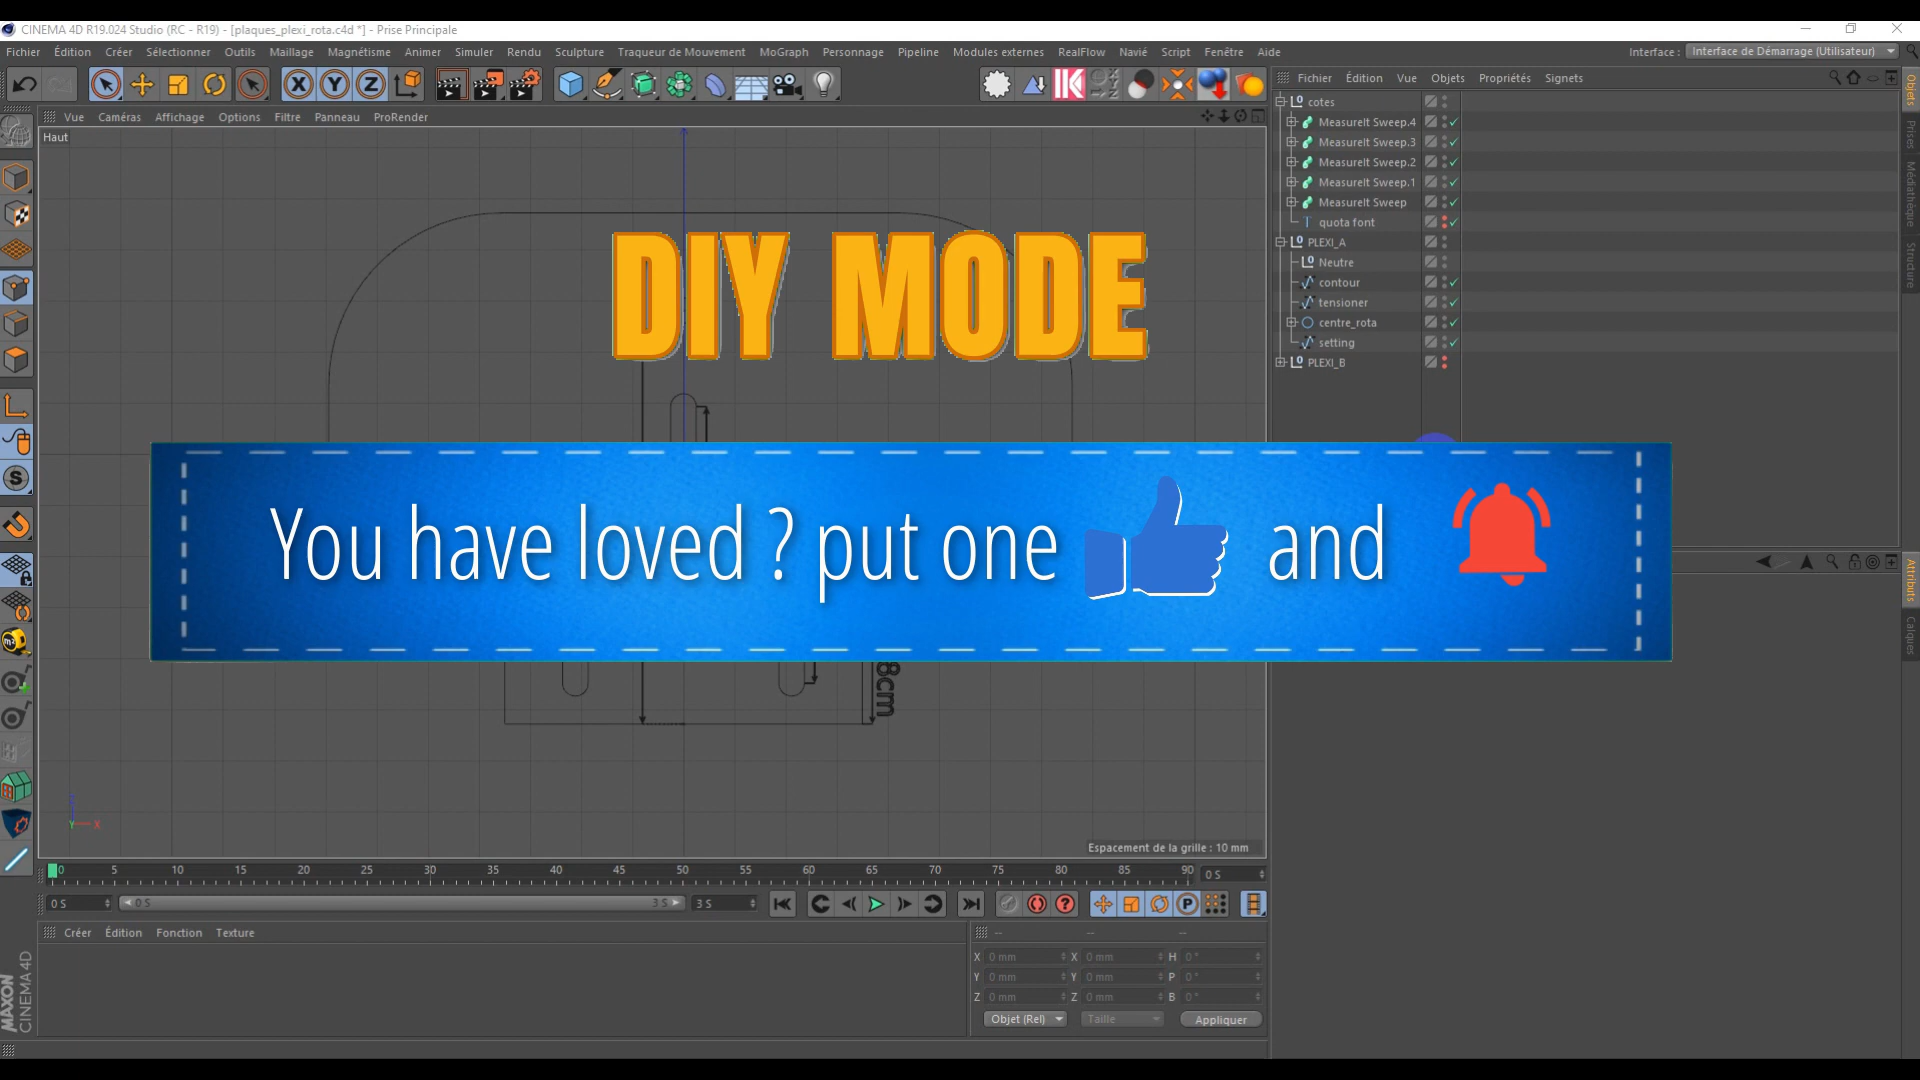 CINEMA 4D R19.024 Studio (RC - R19) - [plaques_plexi_rota.c4d *] - Prise Principale
Fichier Édition Créer Sélectionner Outils Maillage Magnétisme Animer Simuler Rendu Sculpture Traqueur de Mouvement MoGraph Personnage Pipeline Modules externes RealFlow Navié Script Fenêtre Aide Interface : Interface de Démarrage (Utilisateur)
Fichier Édition Vue Objets Propriétés Signets
Vue Caméras Affichage Options Filtre Panneau ProRender
Haut
cotes
MeasureIt Sweep.4
MeasureIt Sweep.3
MeasureIt Sweep.2
MeasureIt Sweep.1
MeasureIt Sweep
quota font
PLEXI_A
Neutre
contour
tensioner
centre_rota
setting
PLEXI_B
Objets
Prises
Médiathèque
Structure
Attributs
Calques
DIY MODE
You have loved ? put one and
8cm
Y X
Espacement de la grille : 10 mm
0 5 10 15 20 25 30 35 40 45 50 55 60 65 70 75 80 85 90 0 S
0 S 0 S 3 S 3 S
Créer Édition Fonction Texture
-- -- --
X 0 mm X 0 mm H 0 °
Y 0 mm Y 0 mm P 0 °
Z 0 mm Z 0 mm B 0 °
Objet (Rel) Taille Appliquer
MAXON
CINEMA 4D